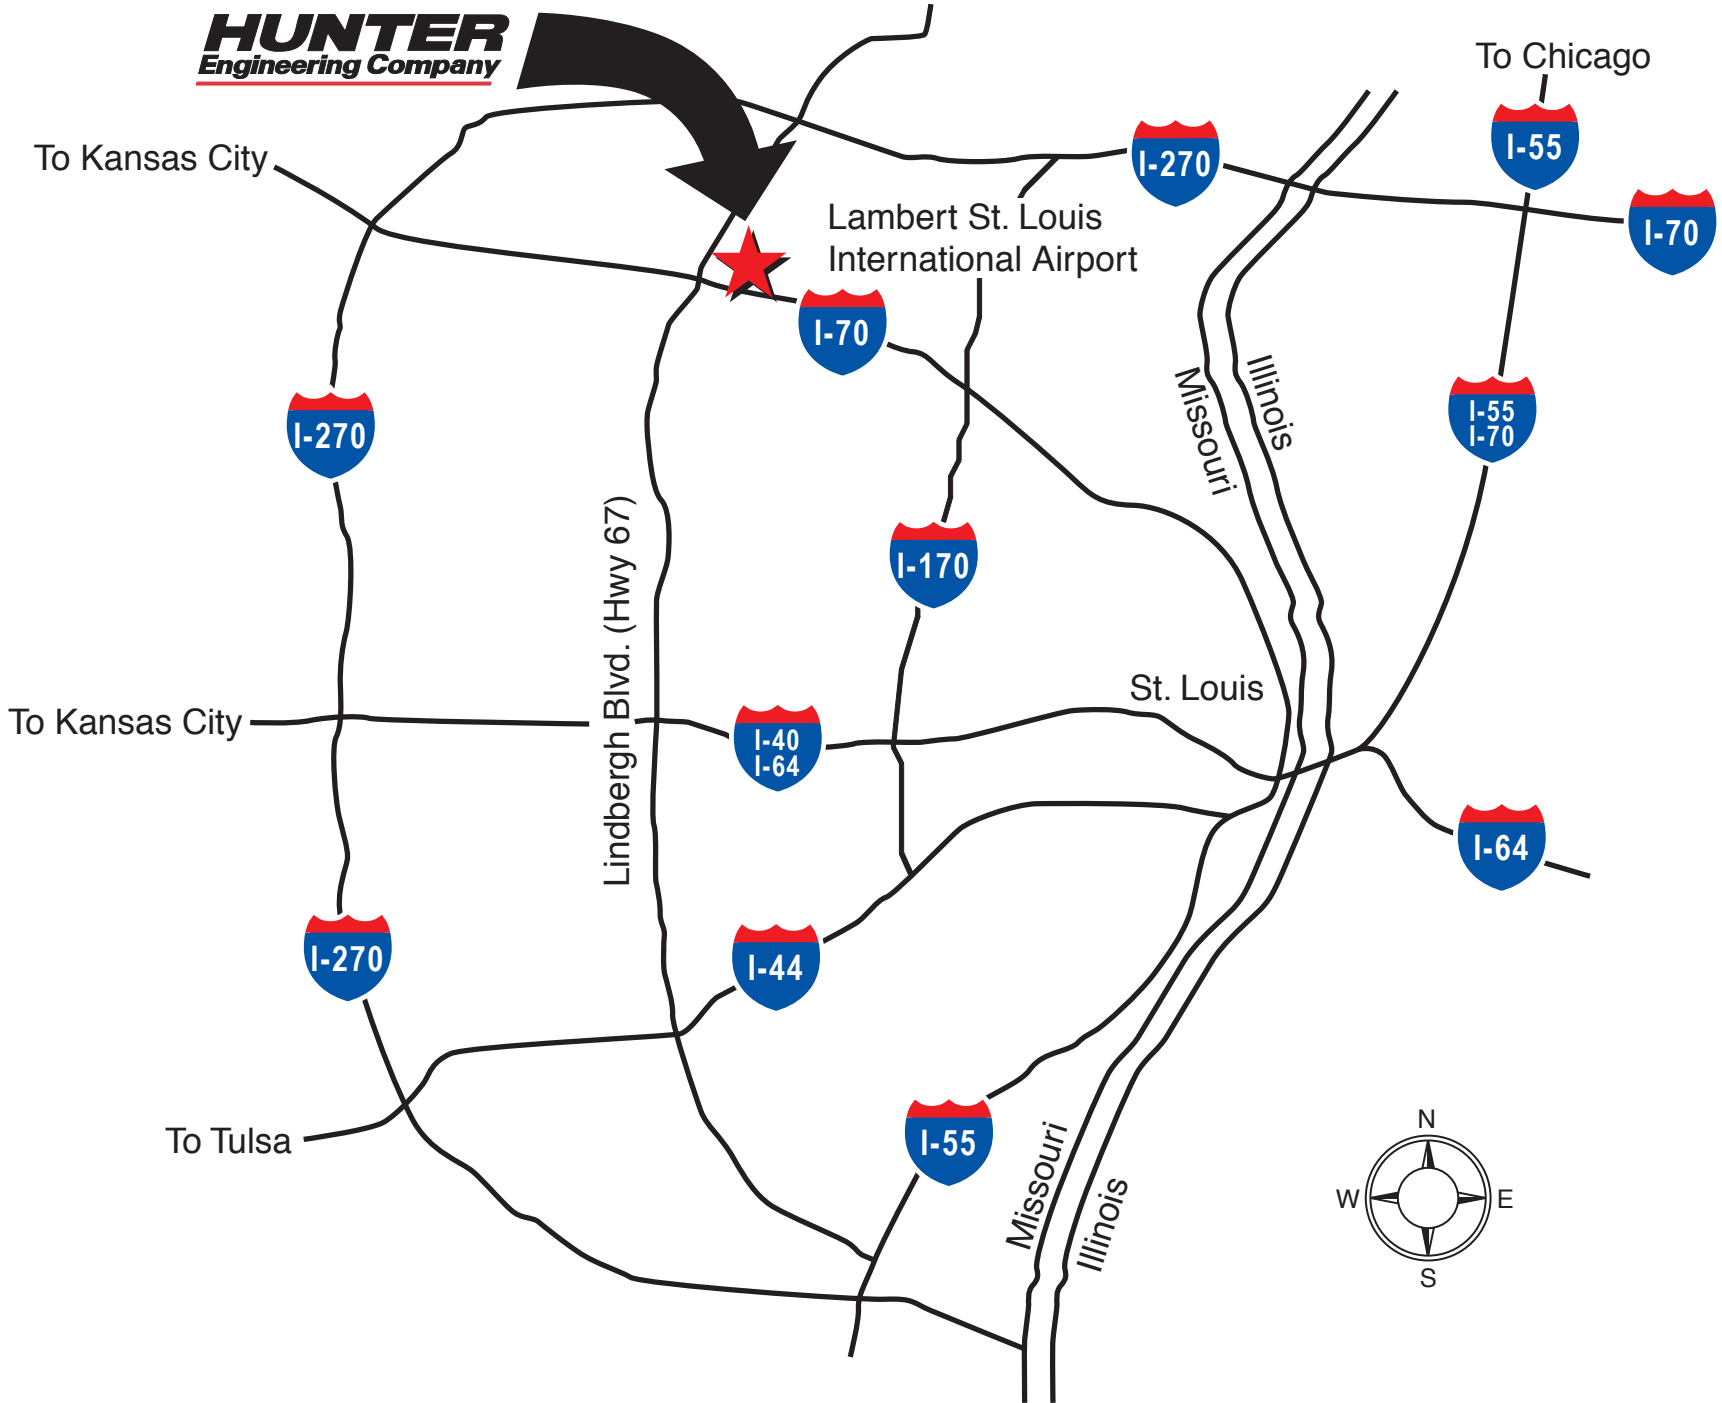 HUNTER
Engineering Company
To Chicago
I-55
To Kansas City
I-270
Lambert St. Louis
International Airport
I-70
I-70
Missouri
Illinois
I-270
I-55
I-70
Lindbergh Blvd. (Hwy 67)
I-170
St. Louis
To Kansas City
I-40
I-64
I-64
I-270
I-44
To Tulsa
I-55
Missouri
Illinois
N
W
E
S